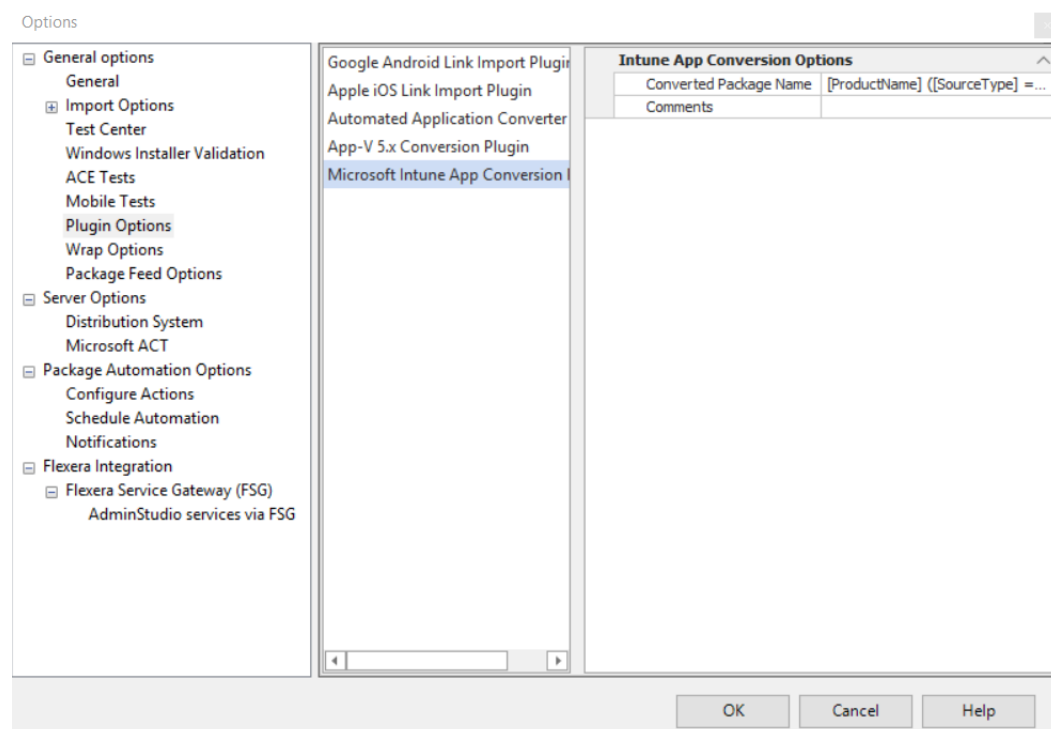 Options
General options
General
Import Options
Test Center
Windows Installer Validation
ACE Tests
Mobile Tests
Plugin Options
Wrap Options
Package Feed Options
Server Options
Distribution System
Microsoft ACT
Package Automation Options
Configure Actions
Schedule Automation
Notifications
Flexera Integration
Flexera Service Gateway (FSG)
AdminStudio services via FSG
Google Android Link Import Plugin
Apple iOS Link Import Plugin
Automated Application Converter
App-V 5.x Conversion Plugin
Microsoft Intune App Conversion
Intune App Conversion Options
Converted Package Name [ProductName] ([SourceType] =...
Comments
OK Cancel Help